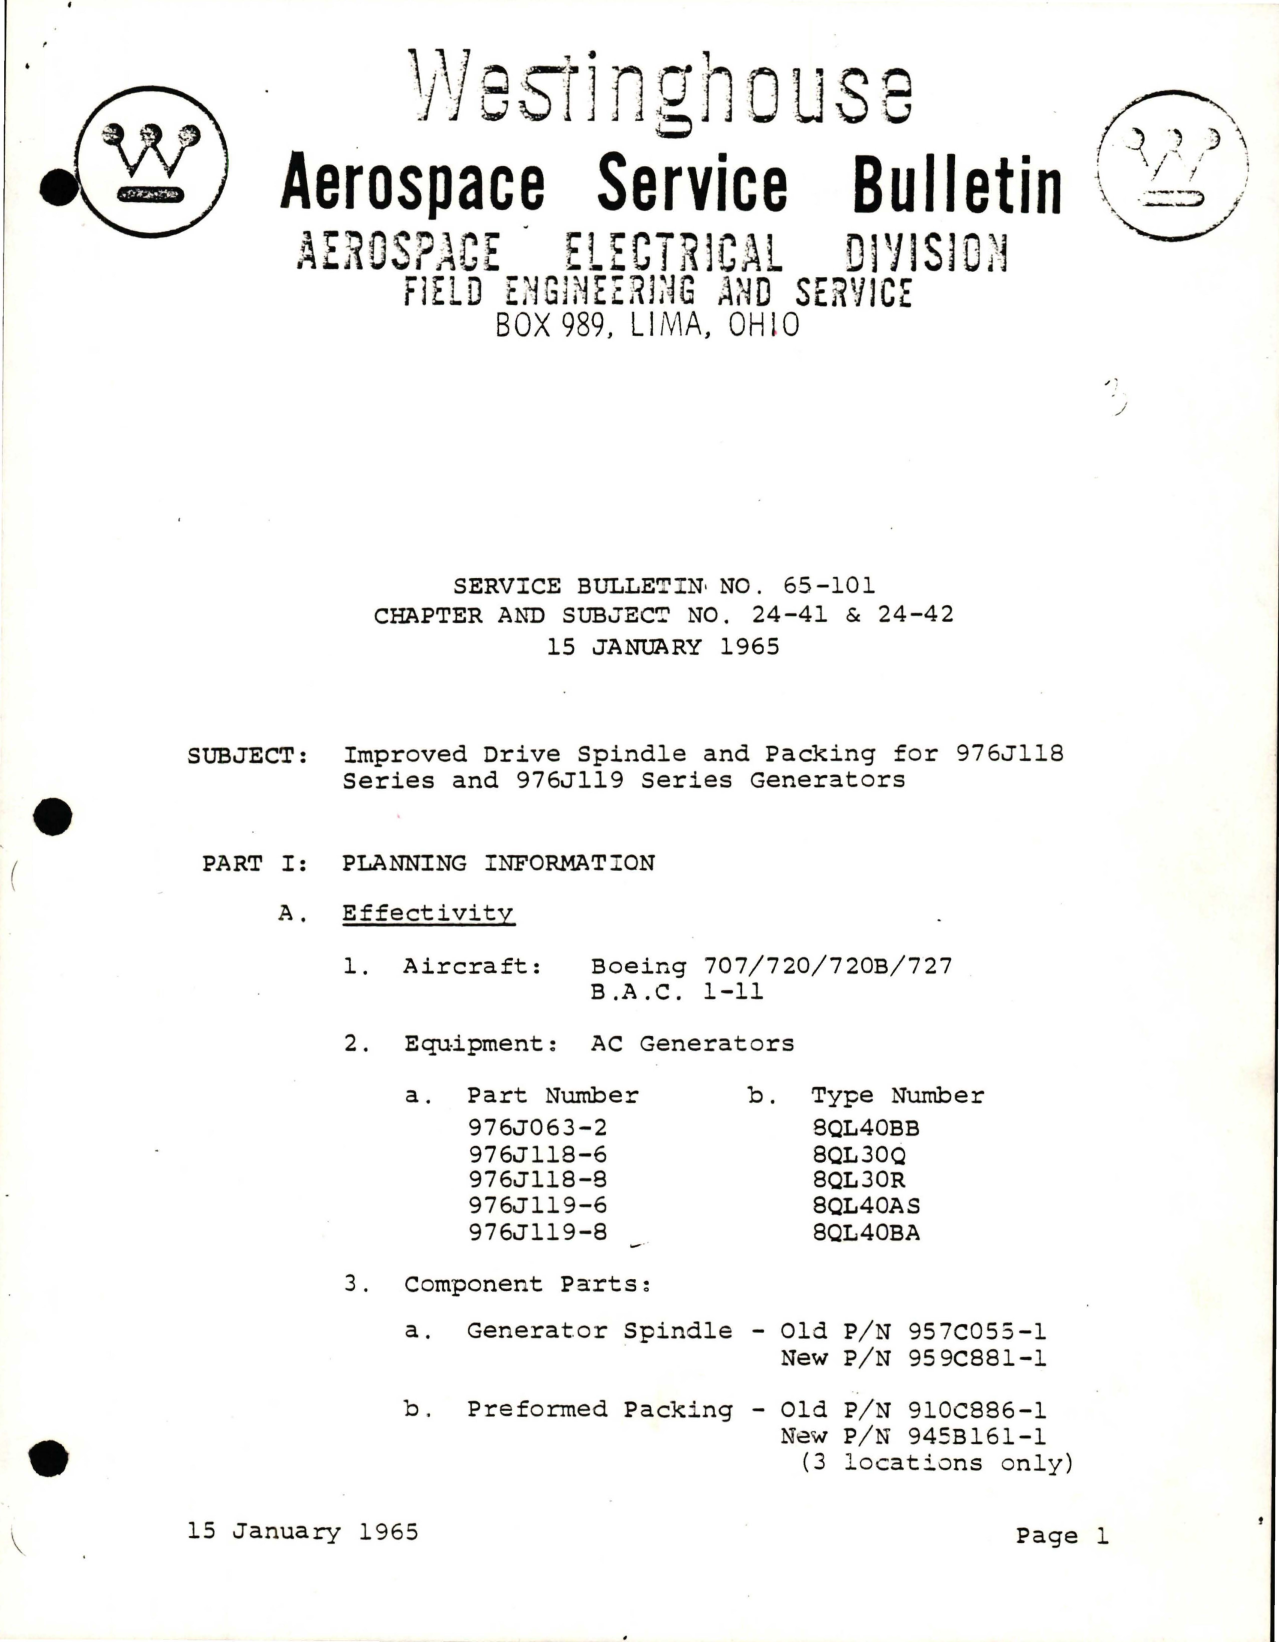 Westinghouse
Aerospace Service Bulletin
AEROSPACE ELECTRICAL DIVISION
FIELD ENGINEERING AND SERVICE
BOX 989, LIMA, OHIO
3
SERVICE BULLETIN NO. 65-101
CHAPTER AND SUBJECT NO. 24-41 & 24-42
15 JANUARY 1965
SUBJECT: Improved Drive Spindle and Packing for 976J118
Series and 976J119 Series Generators
PART I: PLANNING INFORMATION
A. Effectivity
1. Aircraft: Boeing 707/720/720B/727
B.A.C. 1-11
2. Equipment: AC Generators
a. Part Number b. Type Number
976J063-2 8QL40BB
976J118-6 8QL30Q
976J118-8 8QL30R
976J119-6 8QL40AS
976J119-8 8QL40BA
3. Component Parts:
a. Generator Spindle - Old P/N 957C055-1
New P/N 959C881-1
b. Preformed Packing - Old P/N 910C886-1
New P/N 945B161-1
(3 locations only)
15 January 1965 Page 1